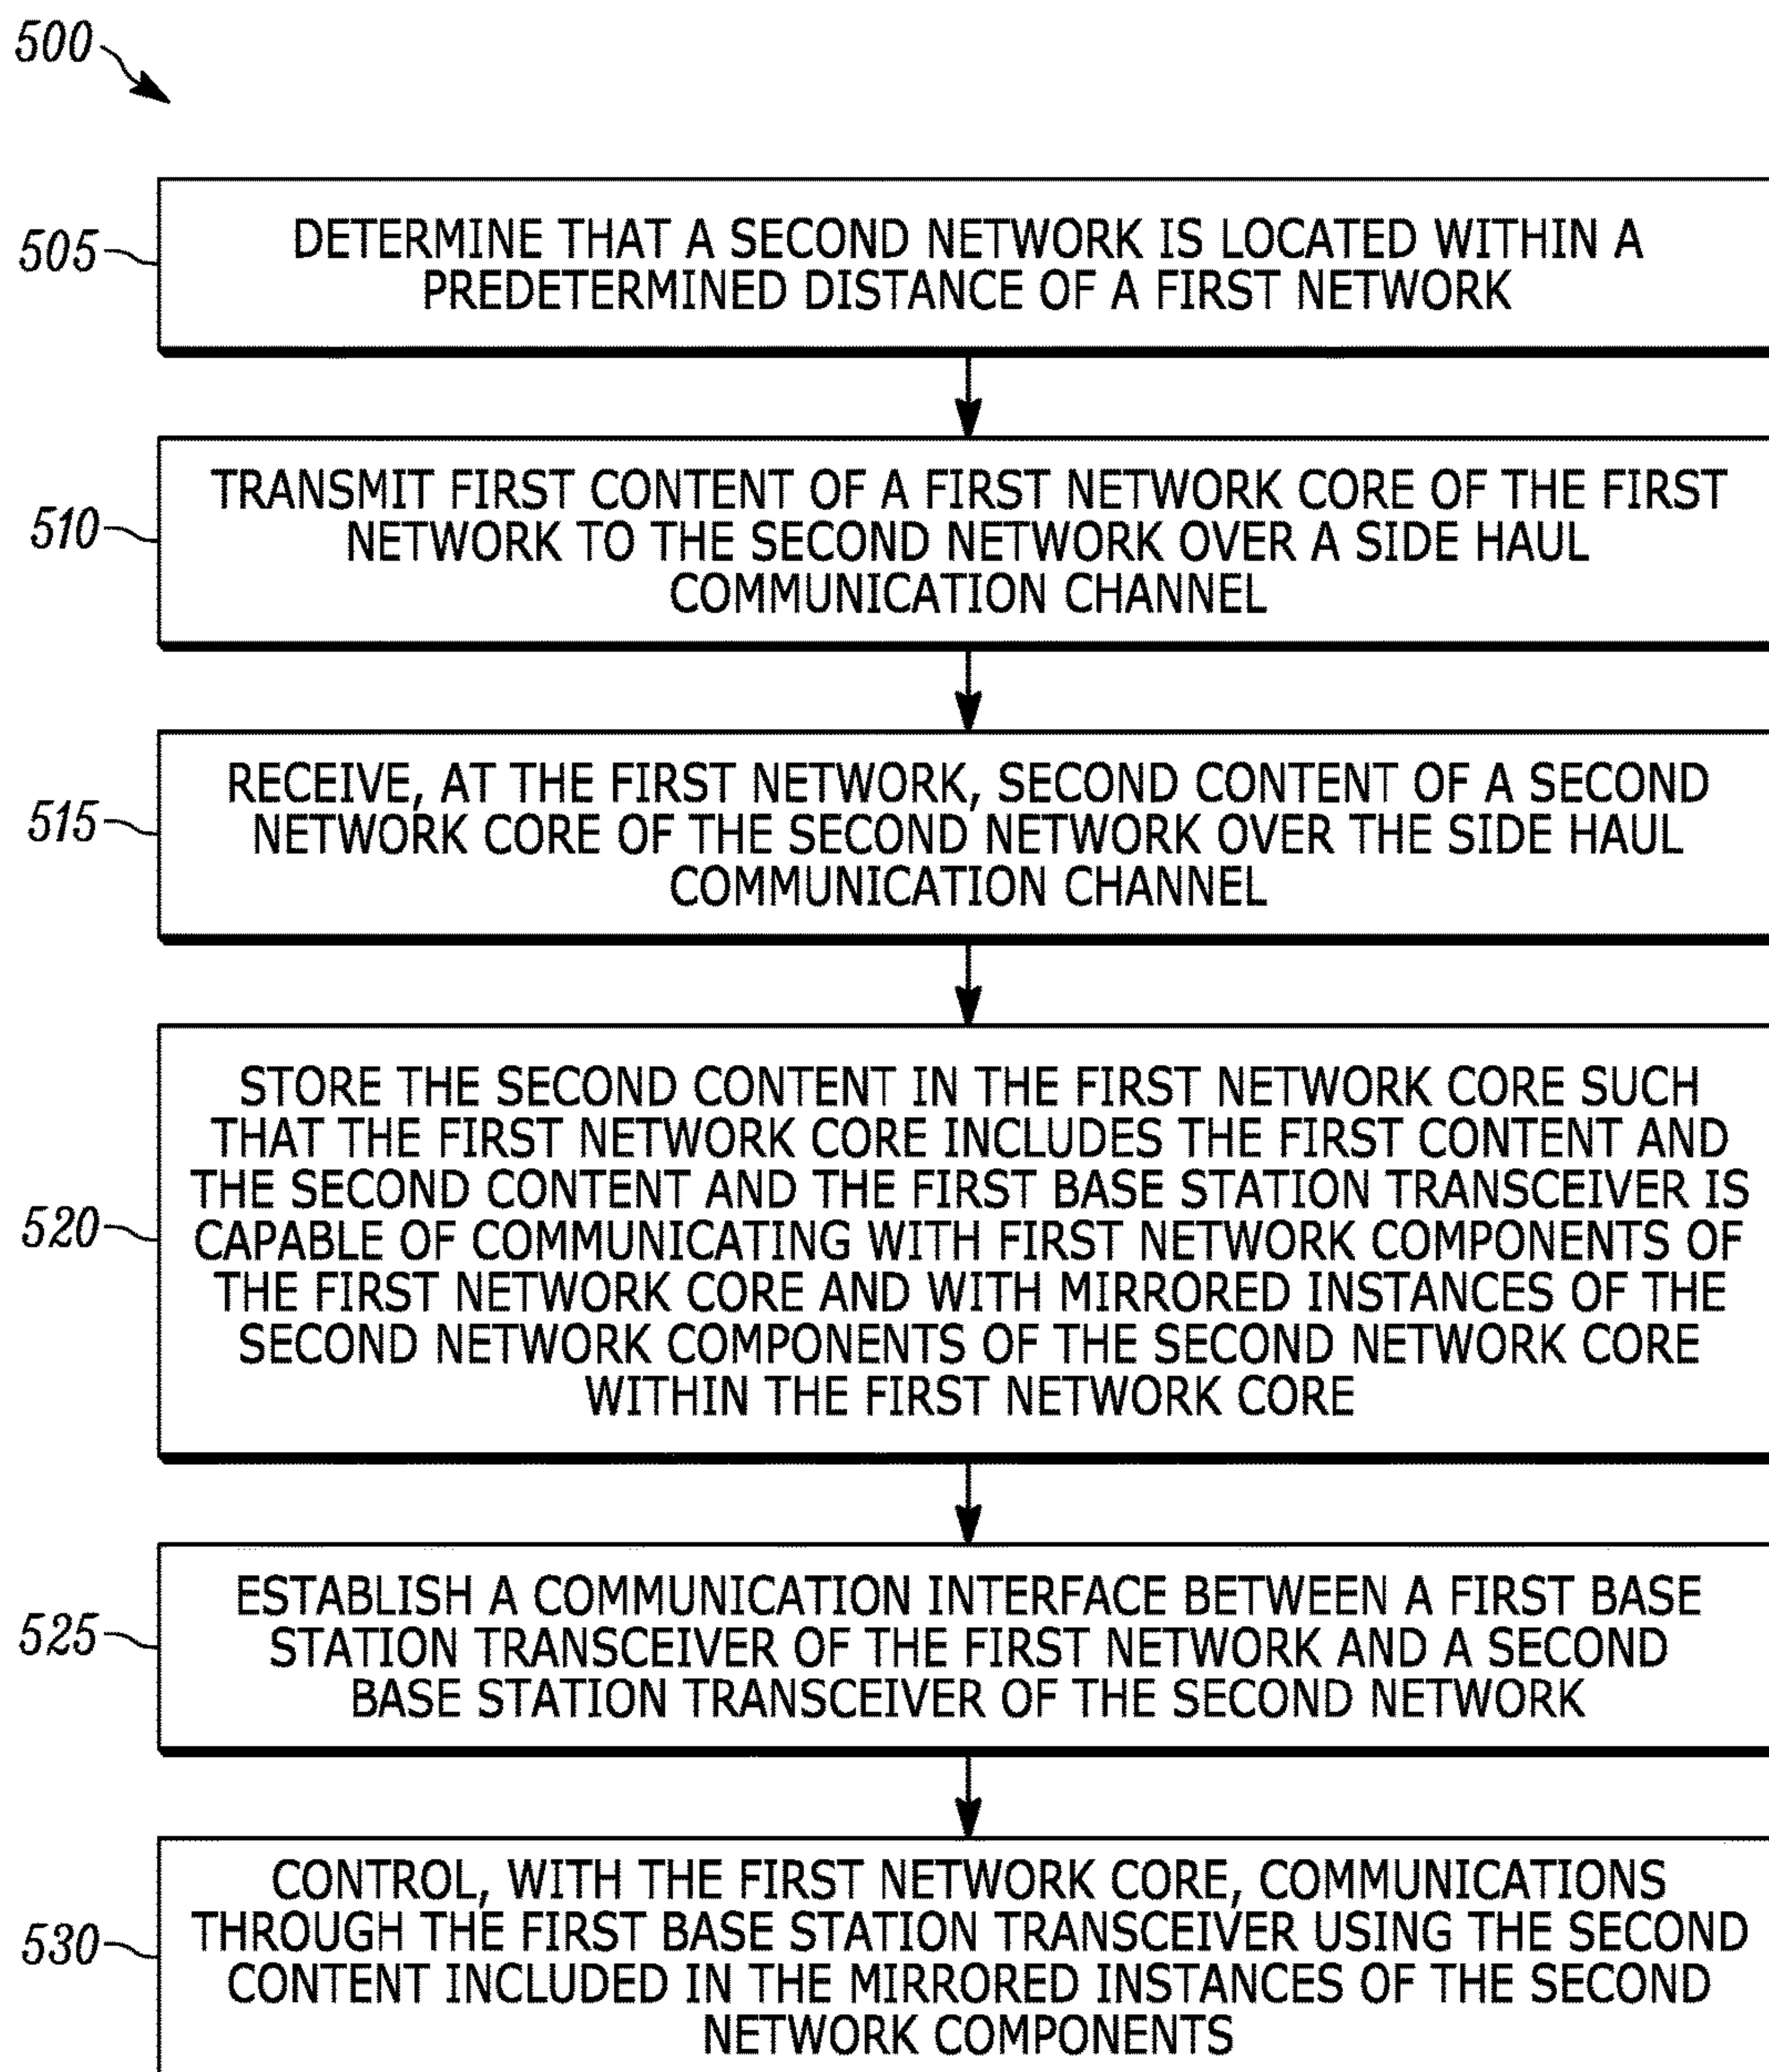 500
505
DETERMINE THAT A SECOND NETWORK IS LOCATED WITHIN A
PREDETERMINED DISTANCE OF A FIRST NETWORK
510
TRANSMIT FIRST CONTENT OF A FIRST NETWORK CORE OF THE FIRST
NETWORK TO THE SECOND NETWORK OVER A SIDE HAUL
COMMUNICATION CHANNEL
515
RECEIVE, AT THE FIRST NETWORK, SECOND CONTENT OF A SECOND
NETWORK CORE OF THE SECOND NETWORK OVER THE SIDE HAUL
COMMUNICATION CHANNEL
520
STORE THE SECOND CONTENT IN THE FIRST NETWORK CORE SUCH
THAT THE FIRST NETWORK CORE INCLUDES THE FIRST CONTENT AND
THE SECOND CONTENT AND THE FIRST BASE STATION TRANSCEIVER IS
CAPABLE OF COMMUNICATING WITH FIRST NETWORK COMPONENTS OF
THE FIRST NETWORK CORE AND WITH MIRRORED INSTANCES OF THE
SECOND NETWORK COMPONENTS OF THE SECOND NETWORK CORE
WITHIN THE FIRST NETWORK CORE
525
ESTABLISH A COMMUNICATION INTERFACE BETWEEN A FIRST BASE
STATION TRANSCEIVER OF THE FIRST NETWORK AND A SECOND
BASE STATION TRANSCEIVER OF THE SECOND NETWORK
530
CONTROL, WITH THE FIRST NETWORK CORE, COMMUNICATIONS
THROUGH THE FIRST BASE STATION TRANSCEIVER USING THE SECOND
CONTENT INCLUDED IN THE MIRRORED INSTANCES OF THE SECOND
NETWORK COMPONENTS